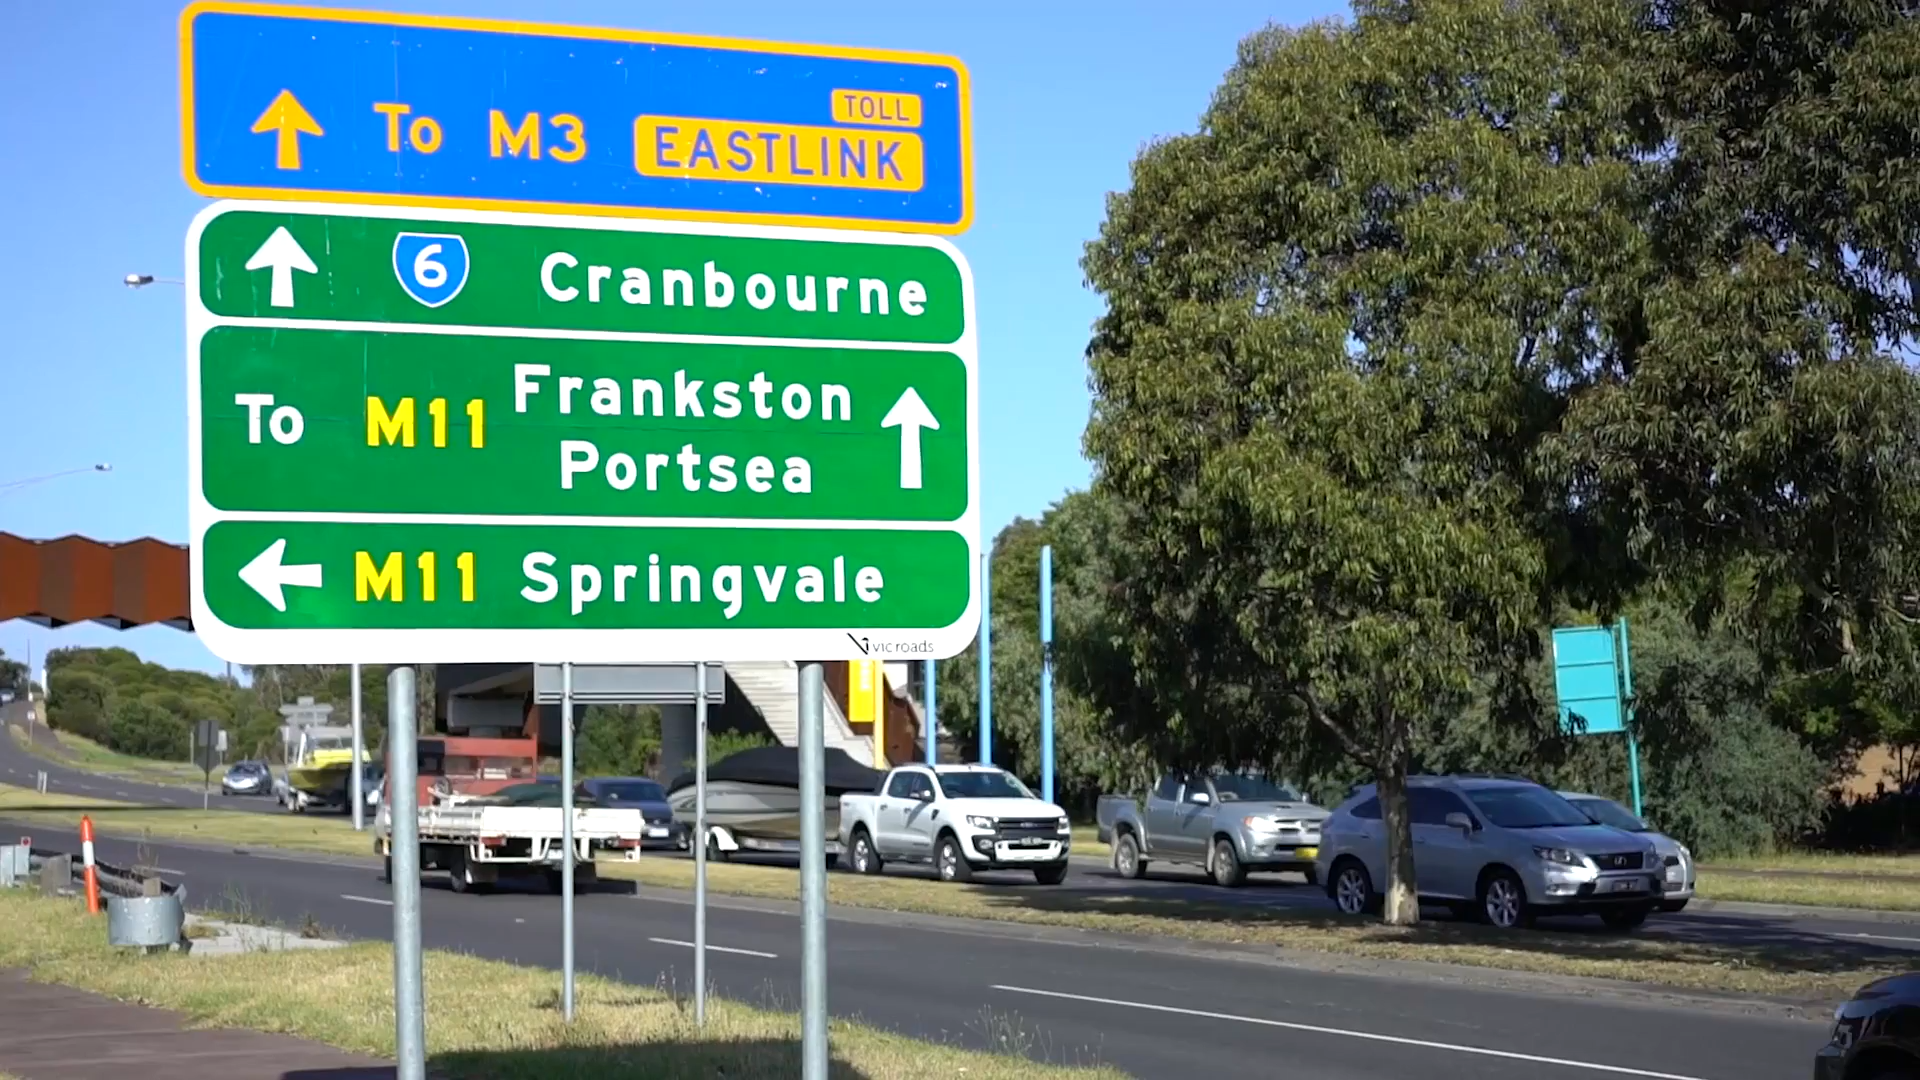 TOLL
To M3 EASTLINK
6 Cranbourne
To M11 Frankston
Portsea
M11 Springvale
vic roads